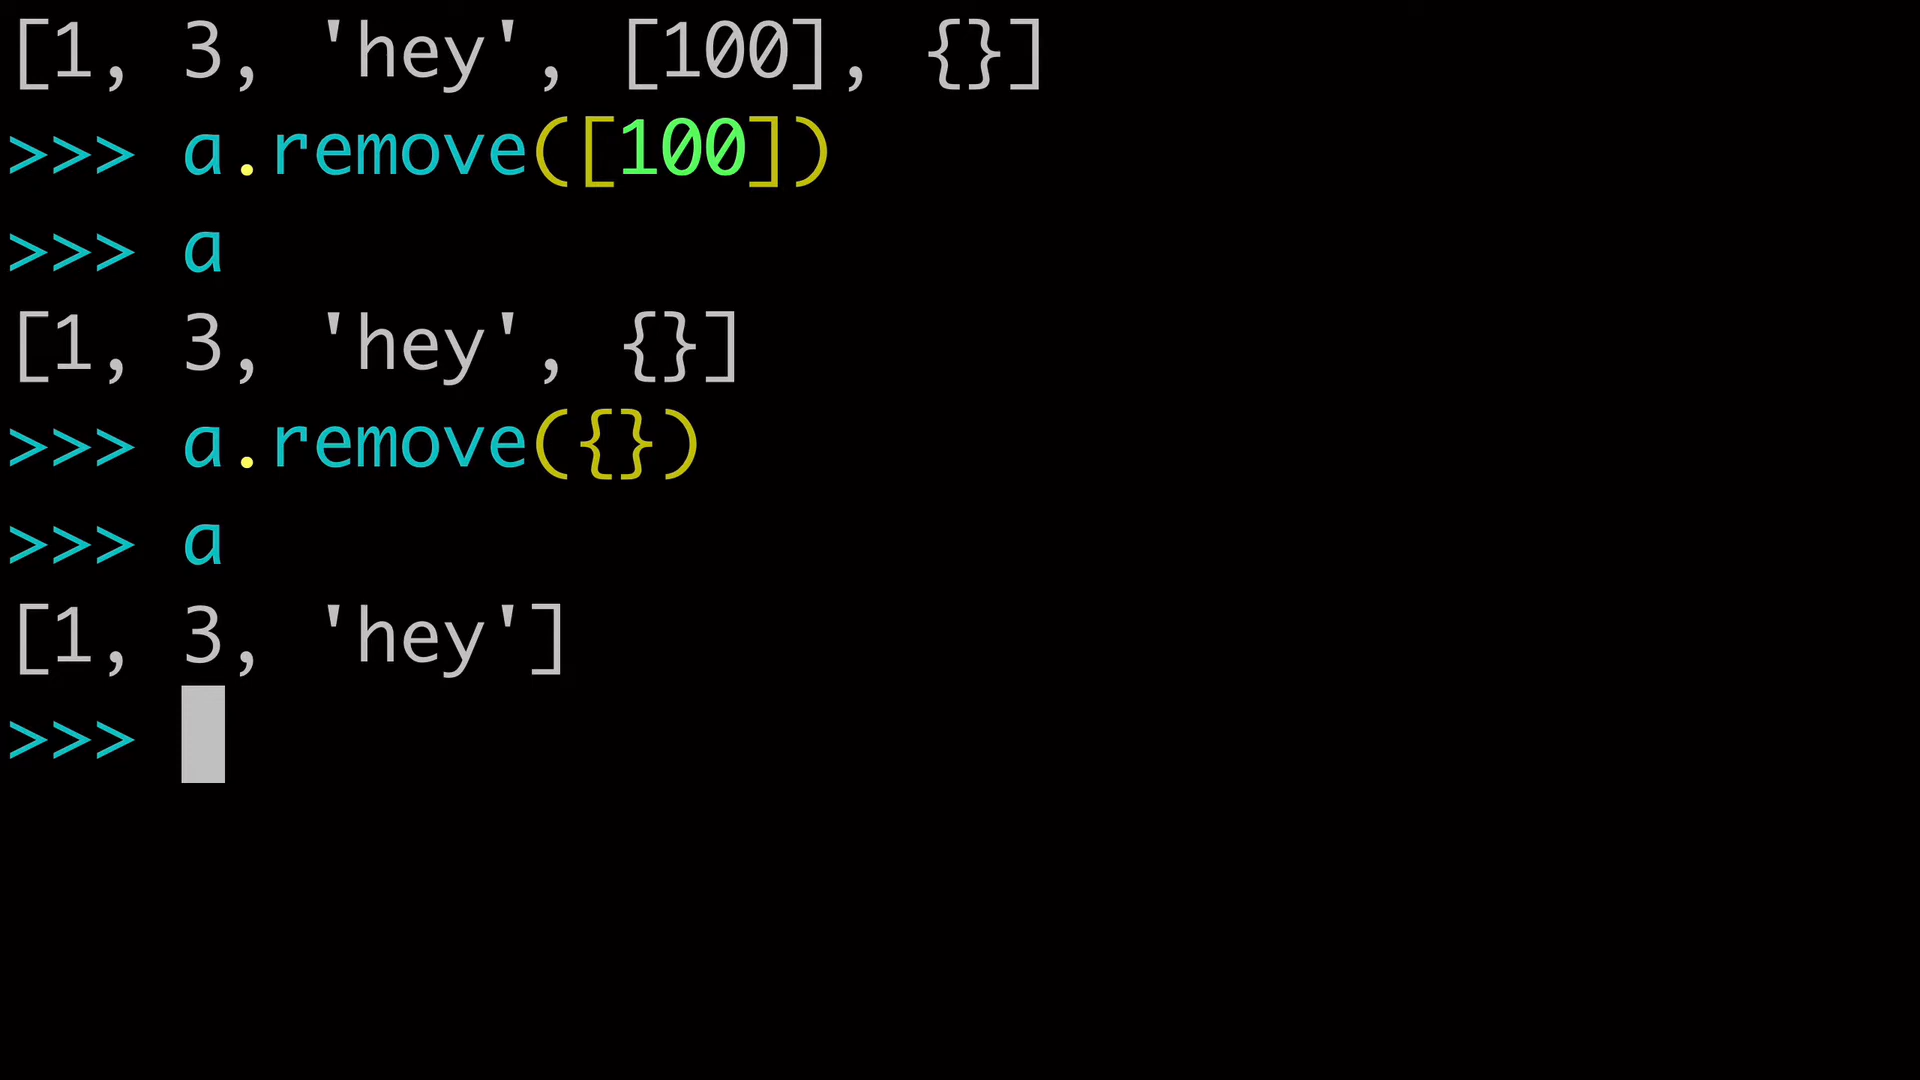 [1, 3, 'hey', [100], {}]
>>> a.remove([100])
>>> a
[1, 3, 'hey', {}]
>>> a.remove({})
>>> a
[1, 3, 'hey']
>>>